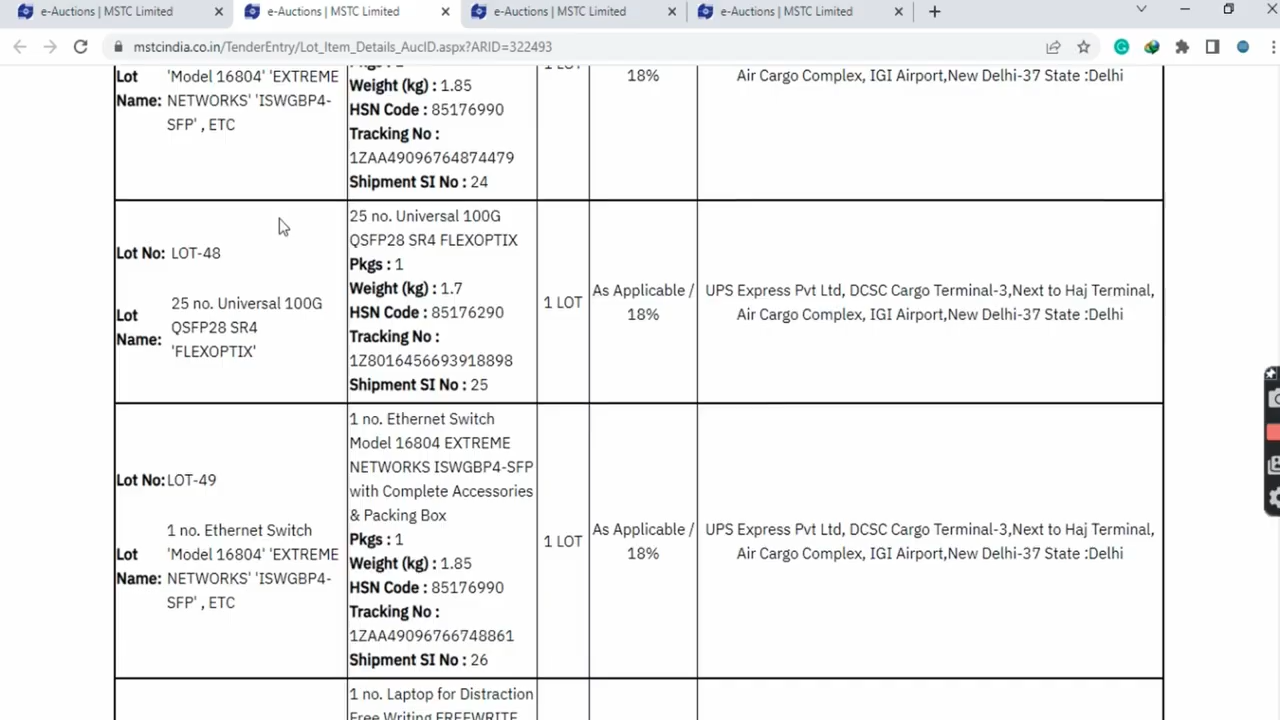 e-Auctions | MSTC Limited
e-Auctions | MSTC Limited
e-Auctions | MSTC Limited
e-Auctions | MSTC Limited
mstcindia.co.in/TenderEntry/Lot_Item_Details_AucID.aspx?ARID=322493
Lot
Name:
'Model 16804' 'EXTREME
NETWORKS' 'ISWGBP4-
SFP' , ETC
Weight (kg) : 1.85
HSN Code : 85176990
Tracking No :
1ZAA49096764874479
Shipment SI No : 24
1 LOT
18%
Air Cargo Complex, IGI Airport,New Delhi-37 State :Delhi
Lot No: LOT-48
Lot
Name:
25 no. Universal 100G
QSFP28 SR4
'FLEXOPTIX'
25 no. Universal 100G
QSFP28 SR4 FLEXOPTIX
Pkgs : 1
Weight (kg) : 1.7
HSN Code : 85176290
Tracking No :
1Z8016456693918898
Shipment SI No : 25
1 LOT
As Applicable /
18%
UPS Express Pvt Ltd, DCSC Cargo Terminal-3,Next to Haj Terminal,
Air Cargo Complex, IGI Airport,New Delhi-37 State :Delhi
Lot No: LOT-49
Lot
Name:
1 no. Ethernet Switch
'Model 16804' 'EXTREME
NETWORKS' 'ISWGBP4-
SFP' , ETC
1 no. Ethernet Switch
Model 16804 EXTREME
NETWORKS ISWGBP4-SFP
with Complete Accessories
& Packing Box
Pkgs : 1
Weight (kg) : 1.85
HSN Code : 85176990
Tracking No :
1ZAA49096766748861
Shipment SI No : 26
1 LOT
As Applicable /
18%
UPS Express Pvt Ltd, DCSC Cargo Terminal-3,Next to Haj Terminal,
Air Cargo Complex, IGI Airport,New Delhi-37 State :Delhi
1 no. Laptop for Distraction
Free Writing FREEWRITE